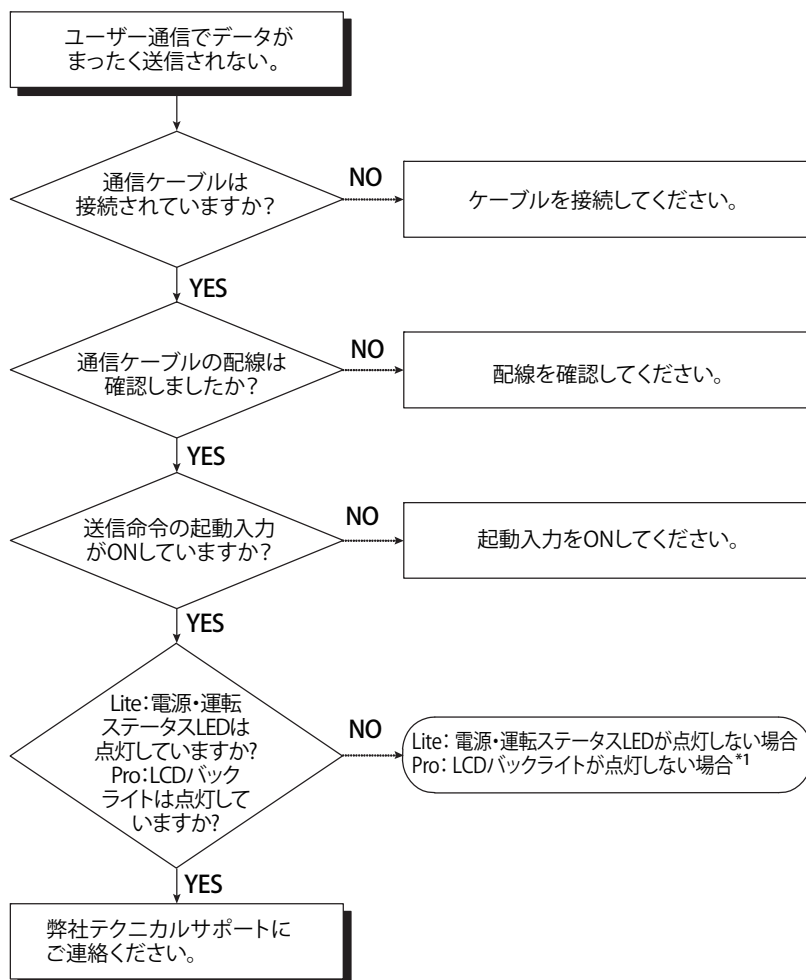 ユーザー通信でデータが
まったく送信されない。
通信ケーブルは
接続されていますか？
NO
ケーブルを接続してください。
YES
通信ケーブルの配線は
確認しましたか？
NO
配線を確認してください。
YES
送信命令の起動入力
がONしていますか？
NO
起動入力をONしてください。
YES
Lite：電源・運転
ステータスLEDは
点灯していますか?
Pro：LCDバック
ライトは点灯して
いますか?
NO
Lite： 電源・運転ステータスLEDが点灯しない場合
Pro： LCDバックライトが点灯しない場合*1
YES
弊社テクニカルサポートに
ご連絡ください。